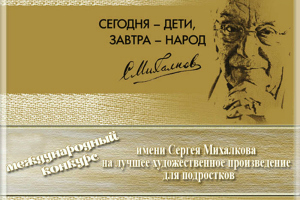 СЕГОДНЯ – ДЕТИ,
ЗАВТРА – НАРОД
С.Михалков
международный
конкурс
имени Сергея Михалкова
на лучшее художественное произведение
для подростков